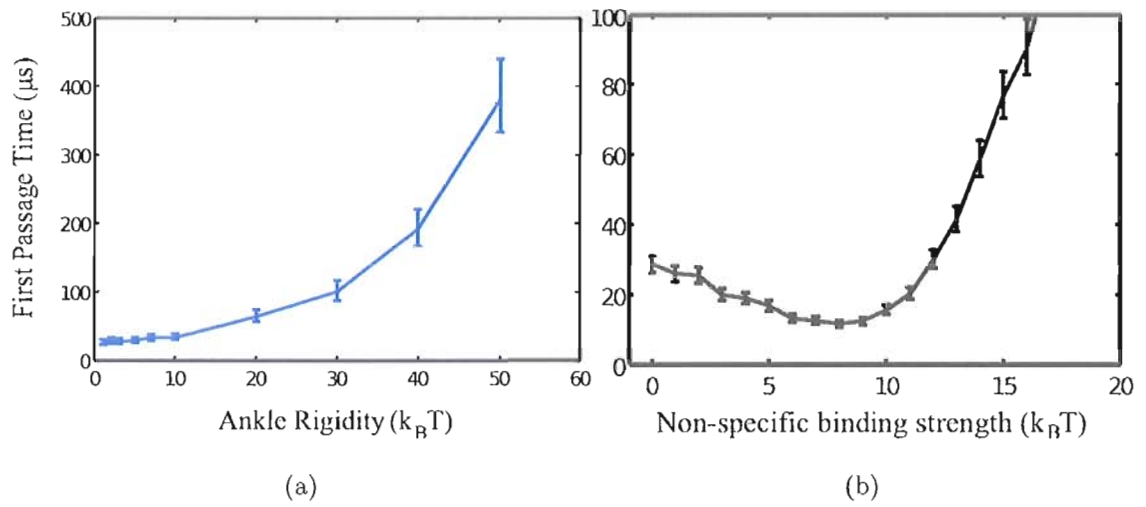 500
400
300
200
100
0
First Passage Time (μs)
0 10 20 30 40 50 60
Ankle Rigidity (kBT)
(a)
100
80
60
40
20
0
0 5 10 15 20
Non-specific binding strength (kBT)
(b)